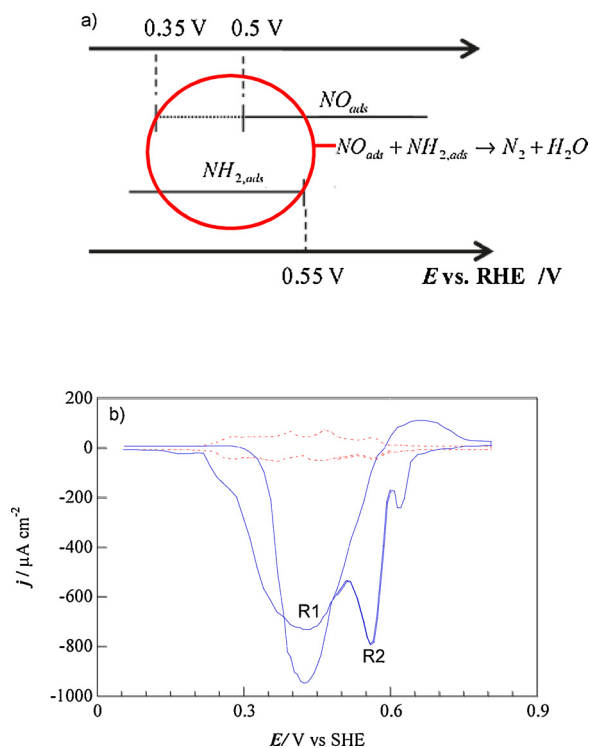 a)
0.35 V 0.5 V
NO_ads
NO_ads + NH_2,ads → N_2 + H_2O
NH_2,ads
0.55 V E vs. RHE /V
b)
200
0
-200
-400
-600
-800
-1000
j / µA cm^-2
R1
R2
0 0.3 0.6 0.9
E/ V vs SHE